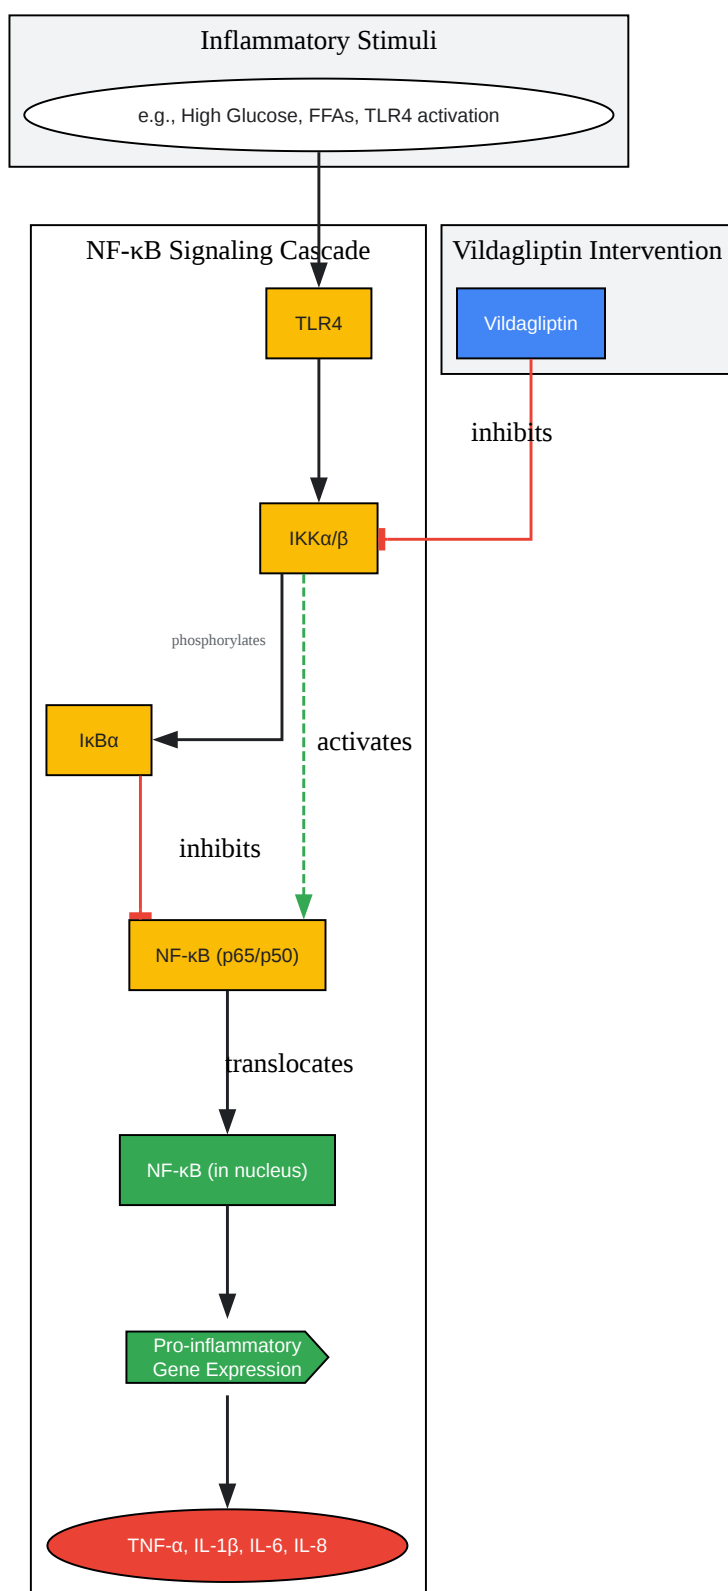 Inflammatory Stimuli
e.g., High Glucose, FFAs, TLR4 activation
NF-κB Signaling Cascade
Vildagliptin Intervention
TLR4
Vildagliptin
inhibits
IKKα/β
phosphorylates
IκBα
activates
inhibits
NF-κB (p65/p50)
translocates
NF-κB (in nucleus)
Pro-inflammatory
Gene Expression
TNF-α, IL-1β, IL-6, IL-8